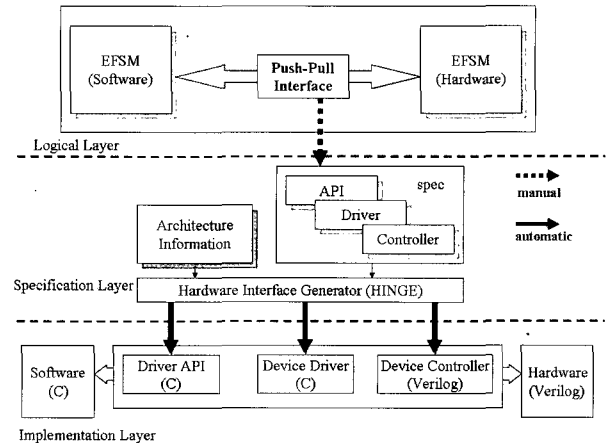 EFSM
(Software)
Push-Pull
Interface
EFSM
(Hardware)
Logical Layer
API
spec
Driver
Controller
manual
automatic
Architecture
Information
Specification Layer
Hardware Interface Generator (HINGE)
Software
(C)
Driver API
(C)
Device Driver
(C)
Device Controller
(Verilog)
Hardware
(Verilog)
Implementation Layer